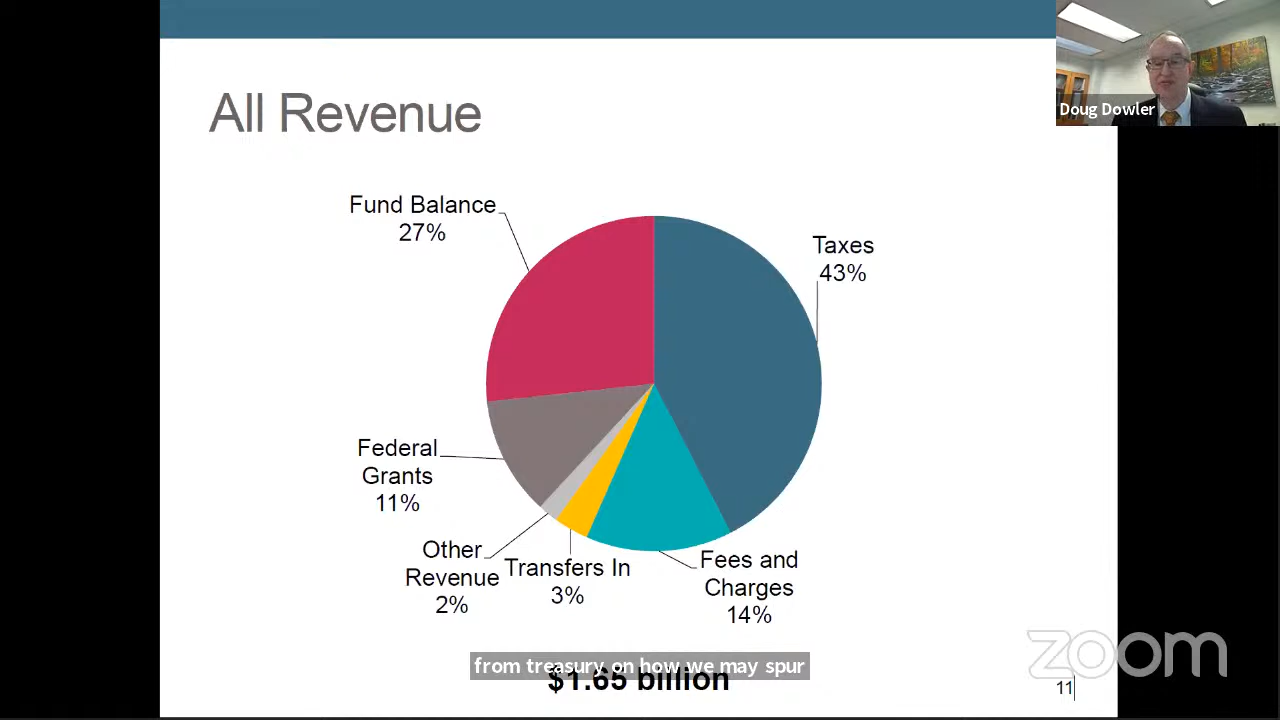 Doug Dowler
All Revenue
Fund Balance
27%
Taxes
43%
Federal
Grants
11%
Other
Revenue
2%
Transfers In
3%
Fees and
Charges
14%
from treasury on how we may spur
$1.65 billion
zoom
11